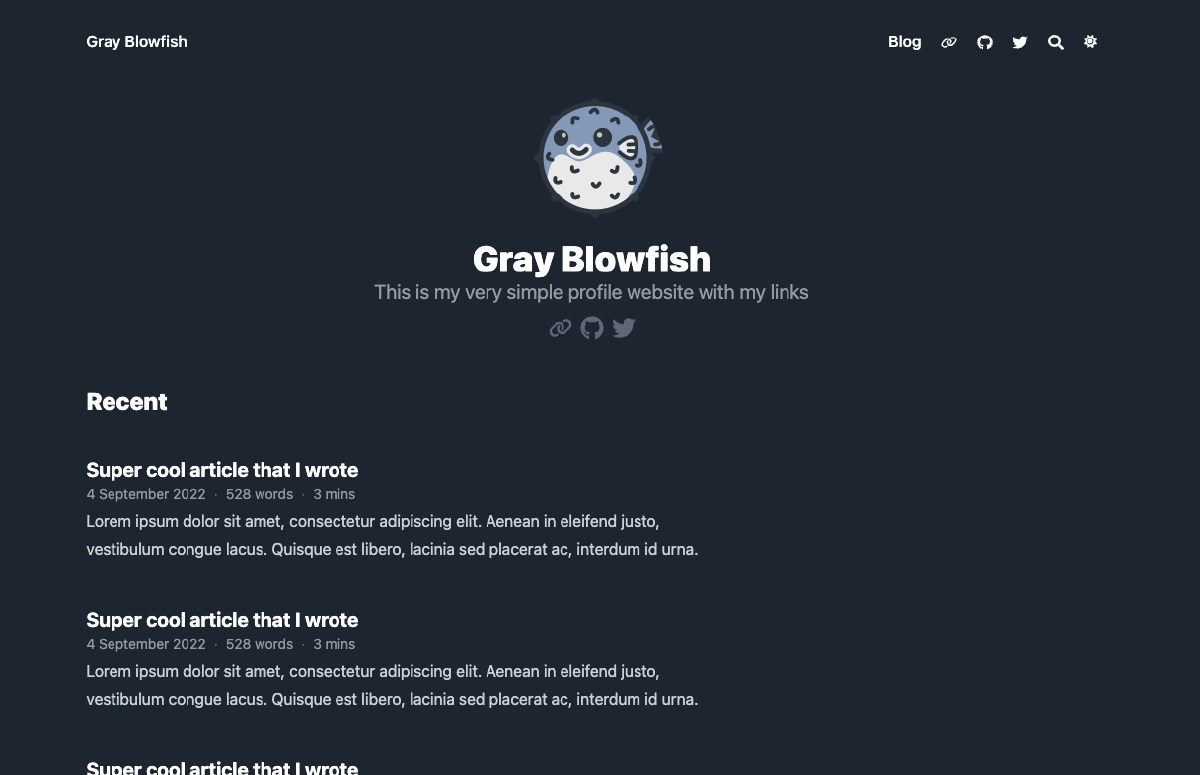 Gray Blowfish
Blog
Gray Blowfish
This is my very simple profile website with my links
Recent
Super cool article that I wrote
4 September 2022 · 528 words · 3 mins
Lorem ipsum dolor sit amet, consectetur adipiscing elit. Aenean in eleifend justo,
vestibulum congue lacus. Quisque est libero, lacinia sed placerat ac, interdum id urna.
Super cool article that I wrote
4 September 2022 · 528 words · 3 mins
Lorem ipsum dolor sit amet, consectetur adipiscing elit. Aenean in eleifend justo,
vestibulum congue lacus. Quisque est libero, lacinia sed placerat ac, interdum id urna.
Super cool article that I wrote